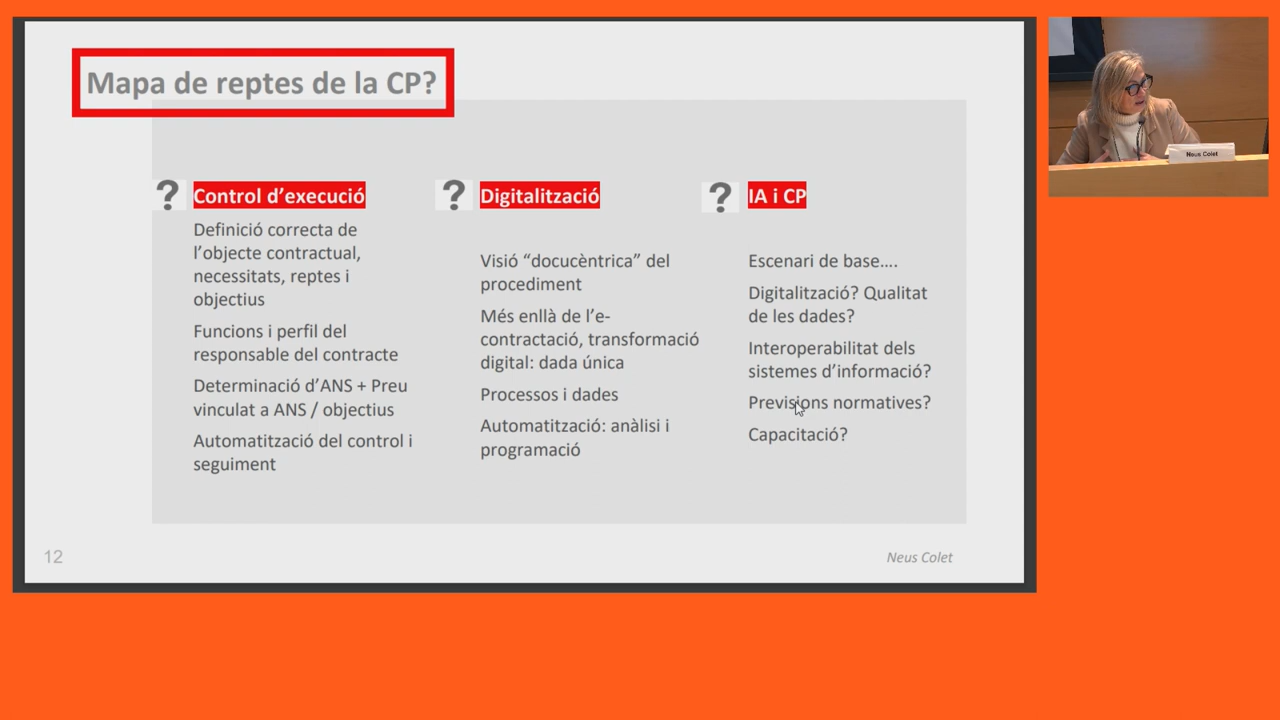 Mapa de reptes de la CP?
? Control d’execució
Definició correcta de
l’objecte contractual,
necessitats, reptes i
objectius
Funcions i perfil del
responsable del contracte
Determinació d’ANS + Preu
vinculat a ANS / objectius
Automatització del control i
seguiment
? Digitalització
Visió “docucèntrica” del
procediment
Més enllà de l’e-
contractació, transformació
digital: dada única
Processos i dades
Automatització: anàlisi i
programació
? IA i CP
Escenari de base....
Digitalització? Qualitat
de les dades?
Interoperabilitat dels
sistemes d’informació?
Previsions normatives?
Capacitació?
12
Neus Colet
Neus Colet